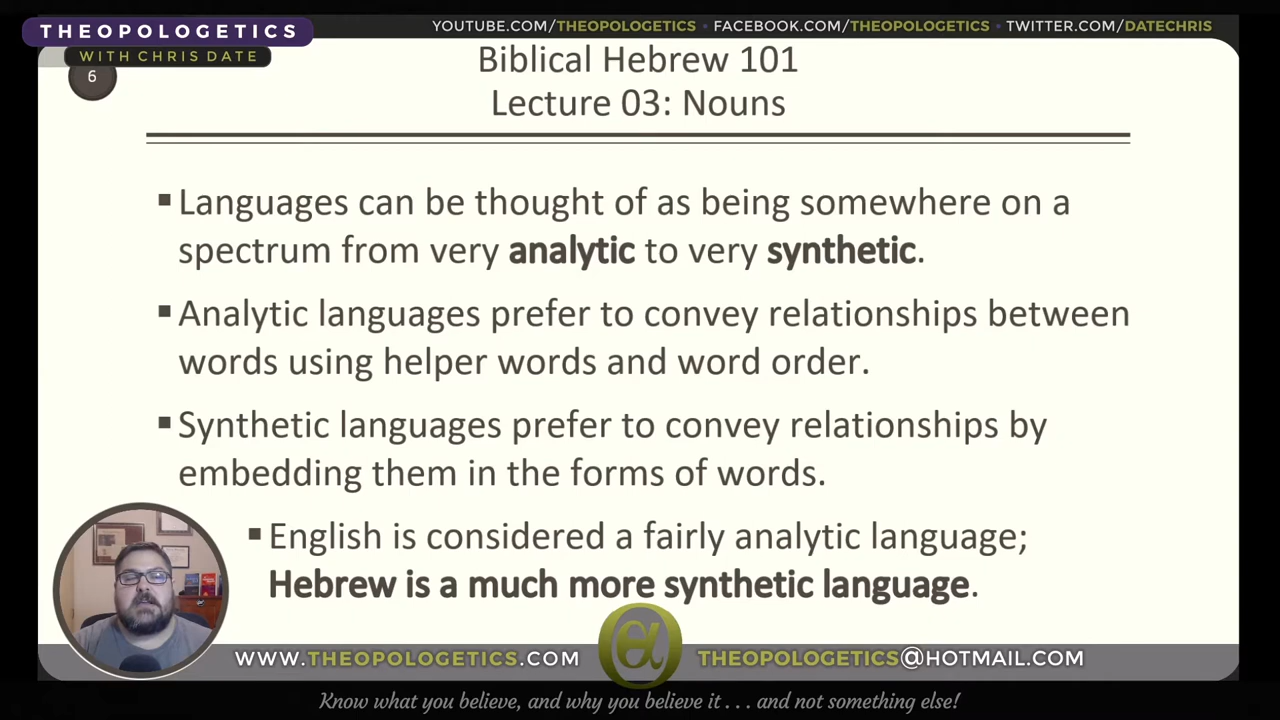 THEOPOLOGETICS
WITH CHRIS DATE
YOUTUBE.COM/THEOPOLOGETICS • FACEBOOK.COM/THEOPOLOGETICS • TWITTER.COM/DATECHRIS
6
Biblical Hebrew 101
Lecture 03: Nouns
▪ Languages can be thought of as being somewhere on a
spectrum from very analytic to very synthetic.
▪ Analytic languages prefer to convey relationships between
words using helper words and word order.
▪ Synthetic languages prefer to convey relationships by
embedding them in the forms of words.
▪ English is considered a fairly analytic language;
Hebrew is a much more synthetic language.
WWW.THEOPOLOGETICS.COM
THEOPOLOGETICS@HOTMAIL.COM
Know what you believe, and why you believe it . . . and not something else!